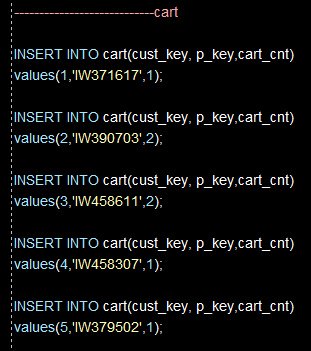 ----------------------------cart
INSERT INTO cart(cust_key, p_key,cart_cnt)
values(1,'IW371617',1);
INSERT INTO cart(cust_key, p_key,cart_cnt)
values(2,'IW390703',2);
INSERT INTO cart(cust_key, p_key,cart_cnt)
values(3,'IW458611',2);
INSERT INTO cart(cust_key, p_key,cart_cnt)
values(4,'IW458307',1);
INSERT INTO cart(cust_key, p_key,cart_cnt)
values(5,'IW379502',1);